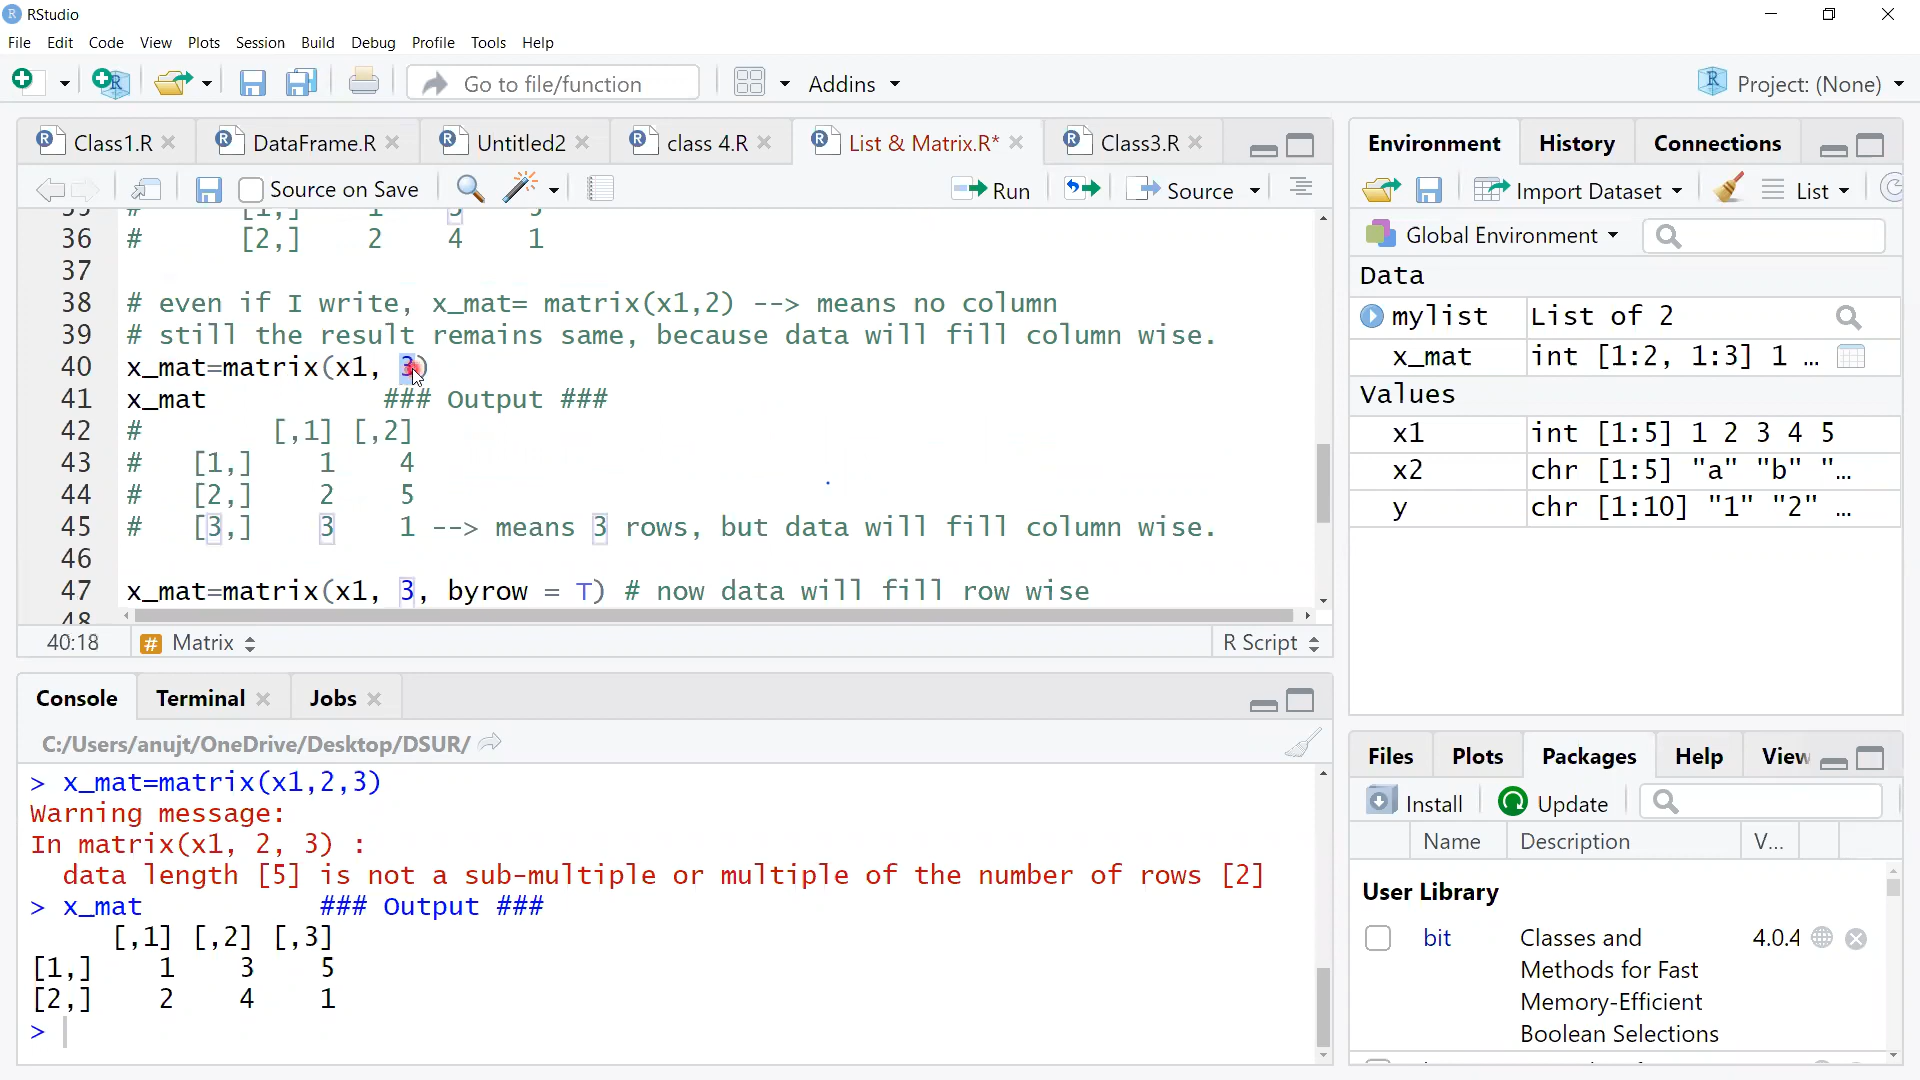 RStudio
File Edit Code View Plots Session Build Debug Profile Tools Help
Go to file/function Addins Project: (None)
Class1.R DataFrame.R Untitled2 class 4.R List & Matrix.R* Class3.R
Source on Save Run Source
36 # [2,] 2 4 1
37
38 # even if I write, x_mat= matrix(x1,2) --> means no column
39 # still the result remains same, because data will fill column wise.
40 x_mat=matrix(x1, 3)
41 x_mat ### Output ###
42 # [,1] [,2]
43 # [1,] 1 4
44 # [2,] 2 5
45 # [3,] 3 1 --> means 3 rows, but data will fill column wise.
46
47 x_mat=matrix(x1, 3, byrow = T) # now data will fill row wise
48
40:18 Matrix R Script
Console Terminal Jobs
C:/Users/anujt/OneDrive/Desktop/DSUR/
> x_mat=matrix(x1,2,3)
Warning message:
In matrix(x1, 2, 3) :
data length [5] is not a sub-multiple or multiple of the number of rows [2]
> x_mat ### Output ###
[,1] [,2] [,3]
[1,] 1 3 5
[2,] 2 4 1
>
Environment History Connections
Import Dataset List
Global Environment
Data
mylist List of 2
x_mat int [1:2, 1:3] 1 ...
Values
x1 int [1:5] 1 2 3 4 5
x2 chr [1:5] "a" "b" "...
y chr [1:10] "1" "2" ...
Files Plots Packages Help View
Install Update
Name Description V...
User Library
bit Classes and 4.0.4
Methods for Fast
Memory-Efficient
Boolean Selections